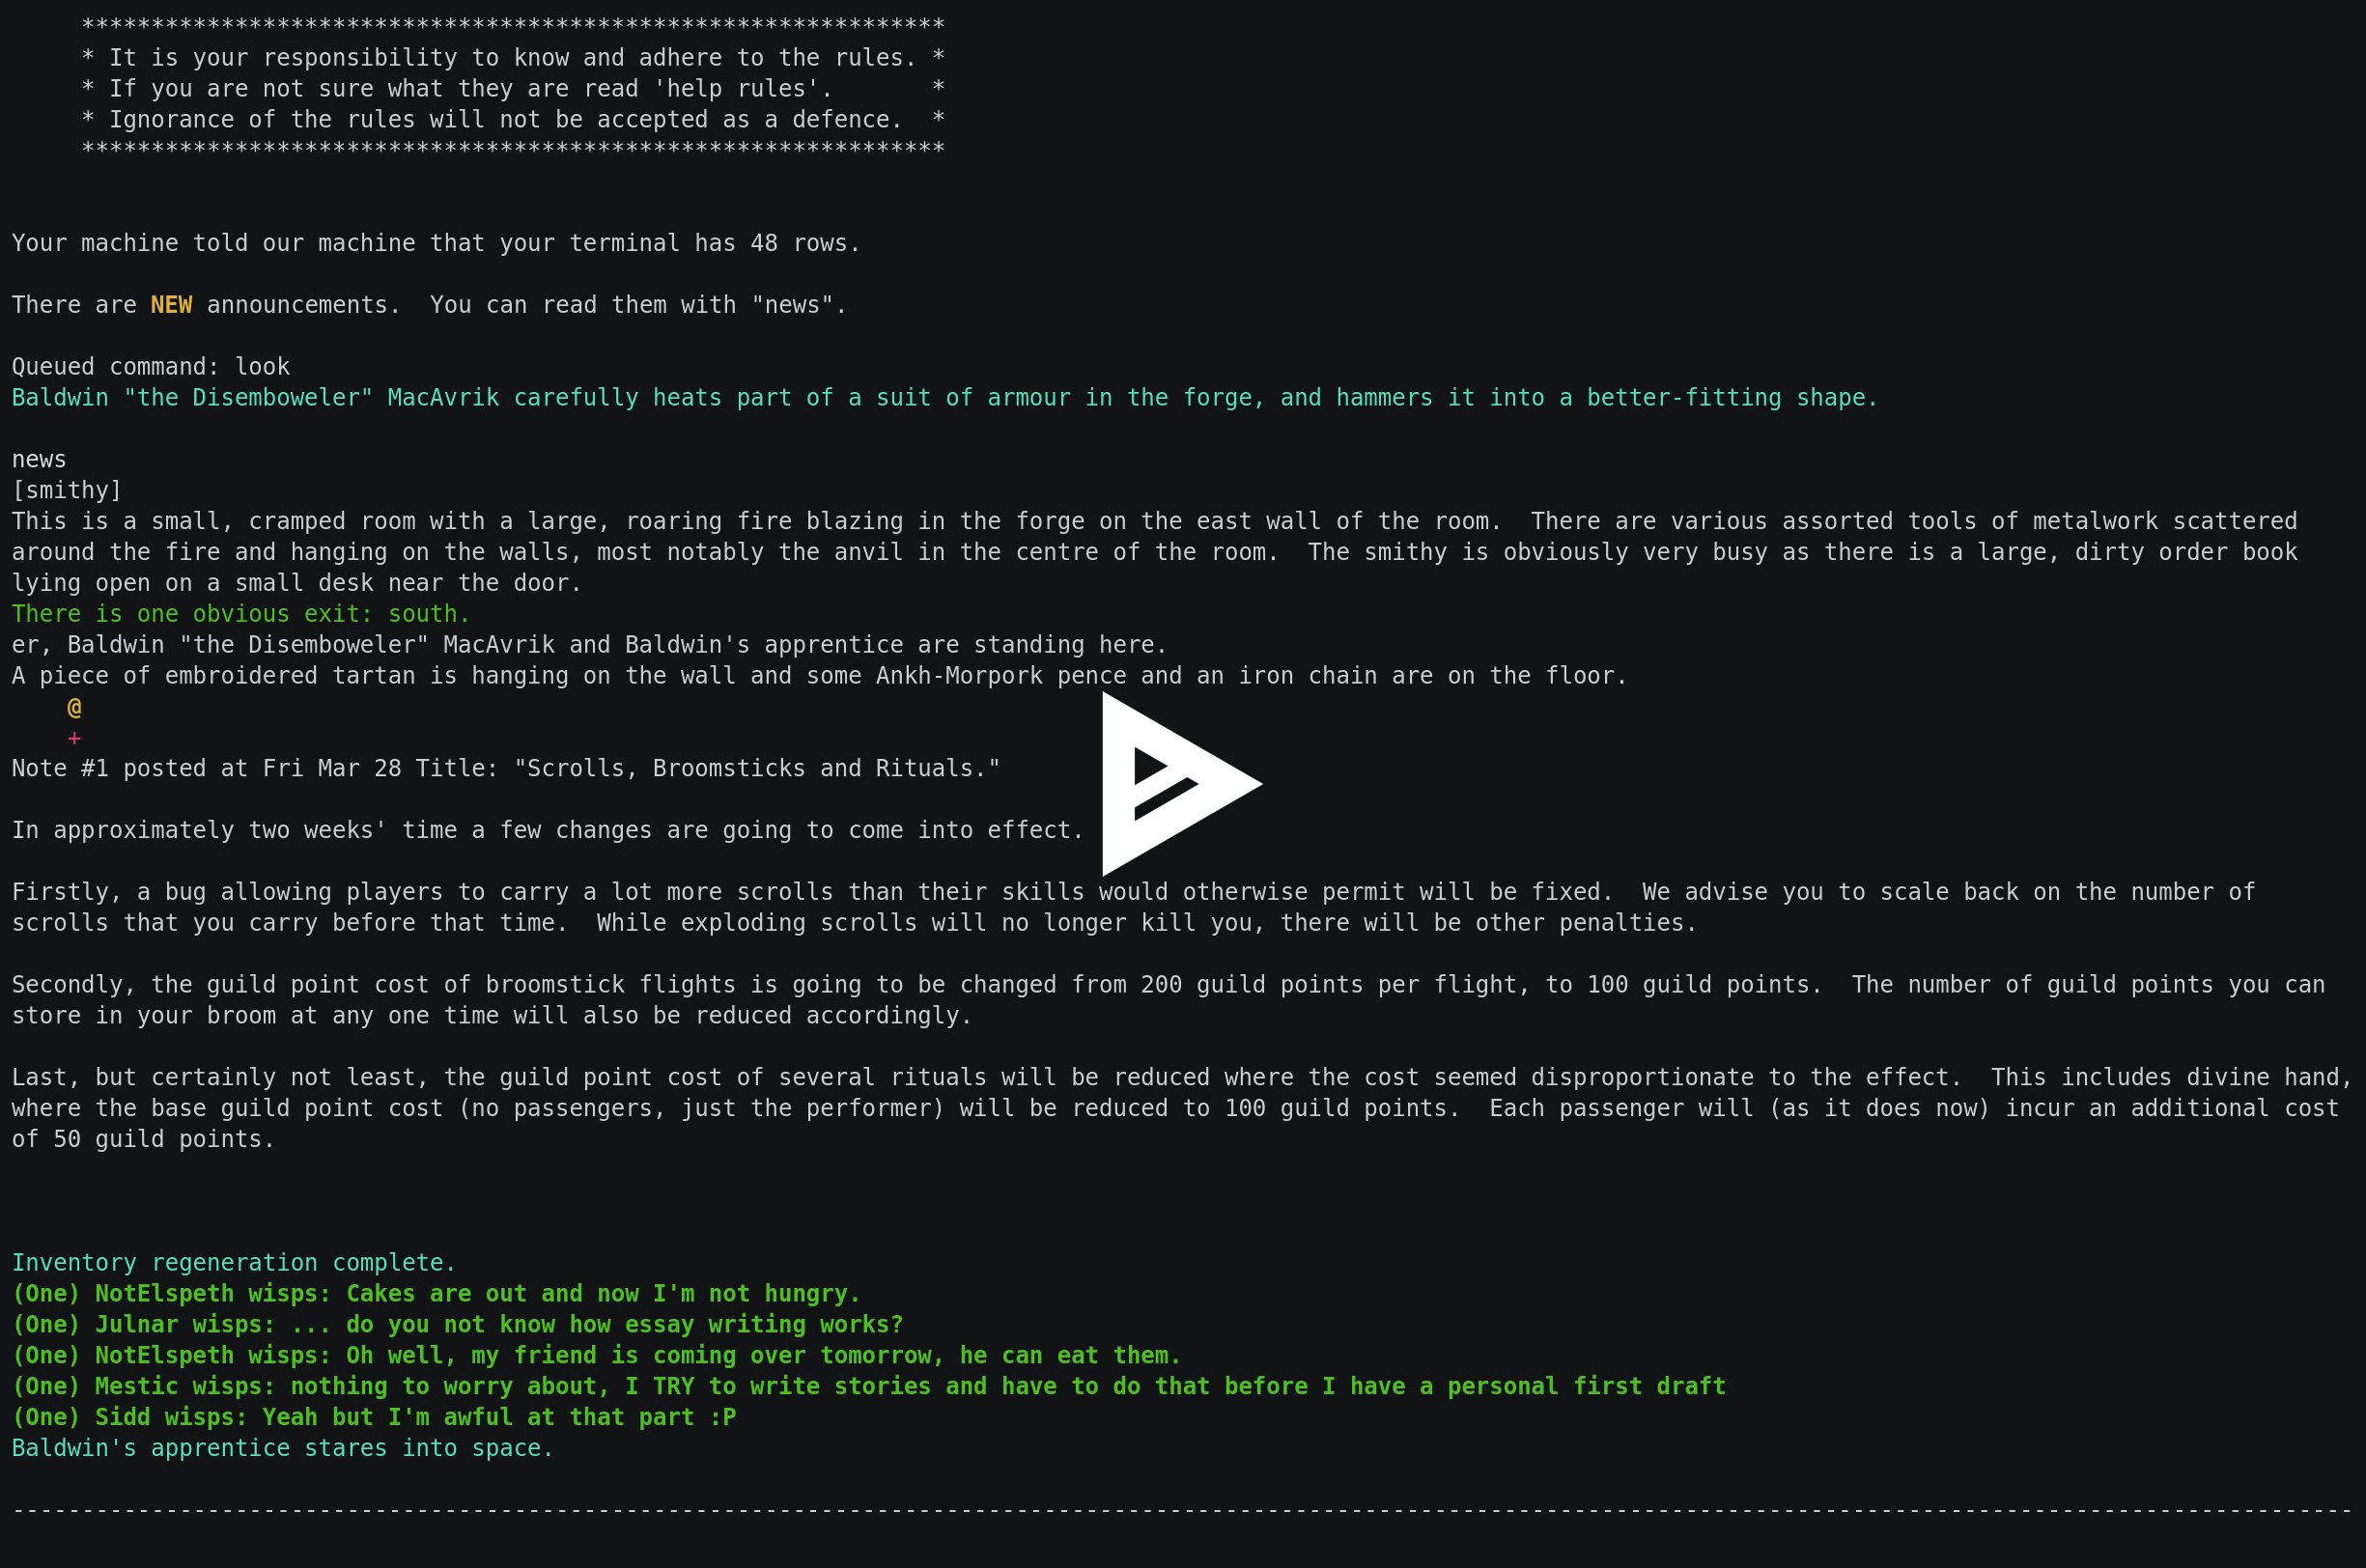 **************************************************************
* It is your responsibility to know and adhere to the rules. *
* If you are not sure what they are read 'help rules'.       *
* Ignorance of the rules will not be accepted as a defence.  *
**************************************************************
Your machine told our machine that your terminal has 48 rows.
There are NEW announcements.  You can read them with "news".
Queued command: look
Baldwin "the Disemboweler" MacAvrik carefully heats part of a suit of armour in the forge, and hammers it into a better-fitting shape.
news
[smithy]
This is a small, cramped room with a large, roaring fire blazing in the forge on the east wall of the room.  There are various assorted tools of metalwork scattered
around the fire and hanging on the walls, most notably the anvil in the centre of the room.  The smithy is obviously very busy as there is a large, dirty order book
lying open on a small desk near the door.
There is one obvious exit: south.
er, Baldwin "the Disemboweler" MacAvrik and Baldwin's apprentice are standing here.
A piece of embroidered tartan is hanging on the wall and some Ankh-Morpork pence and an iron chain are on the floor.
@
+
Note #1 posted at Fri Mar 28 Title: "Scrolls, Broomsticks and Rituals."
In approximately two weeks' time a few changes are going to come into effect.
Firstly, a bug allowing players to carry a lot more scrolls than their skills would otherwise permit will be fixed.  We advise you to scale back on the number of
scrolls that you carry before that time.  While exploding scrolls will no longer kill you, there will be other penalties.
Secondly, the guild point cost of broomstick flights is going to be changed from 200 guild points per flight, to 100 guild points.  The number of guild points you can
store in your broom at any one time will also be reduced accordingly.
Last, but certainly not least, the guild point cost of several rituals will be reduced where the cost seemed disproportionate to the effect.  This includes divine hand,
where the base guild point cost (no passengers, just the performer) will be reduced to 100 guild points.  Each passenger will (as it does now) incur an additional cost
of 50 guild points.
Inventory regeneration complete.
(One) NotElspeth wisps: Cakes are out and now I'm not hungry.
(One) Julnar wisps: ... do you not know how essay writing works?
(One) NotElspeth wisps: Oh well, my friend is coming over tomorrow, he can eat them.
(One) Mestic wisps: nothing to worry about, I TRY to write stories and have to do that before I have a personal first draft
(One) Sidd wisps: Yeah but I'm awful at that part :P
Baldwin's apprentice stares into space.
------------------------------------------------------------------------------------------------------------------------------------------------------------------------